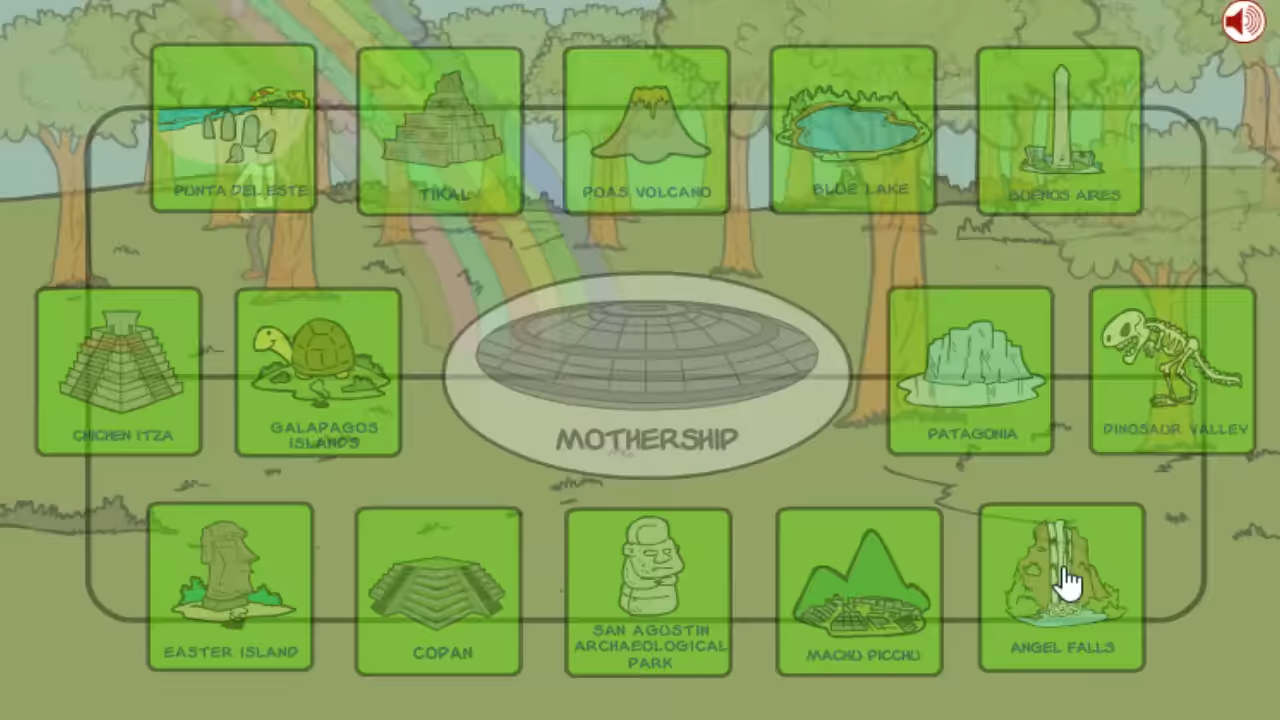 PUNTA DEL ESTE
TIKAL
POAS VOLCANO
BLUE LAKE
BUENOS AIRES
CHICHEN ITZA
GALAPAGOS
ISLANDS
MOTHERSHIP
PATAGONIA
DINOSAUR VALLEY
EASTER ISLAND
COPAN
SAN AGUSTIN
ARCHAEOLOGICAL
PARK
MACHU PICCHU
ANGEL FALLS